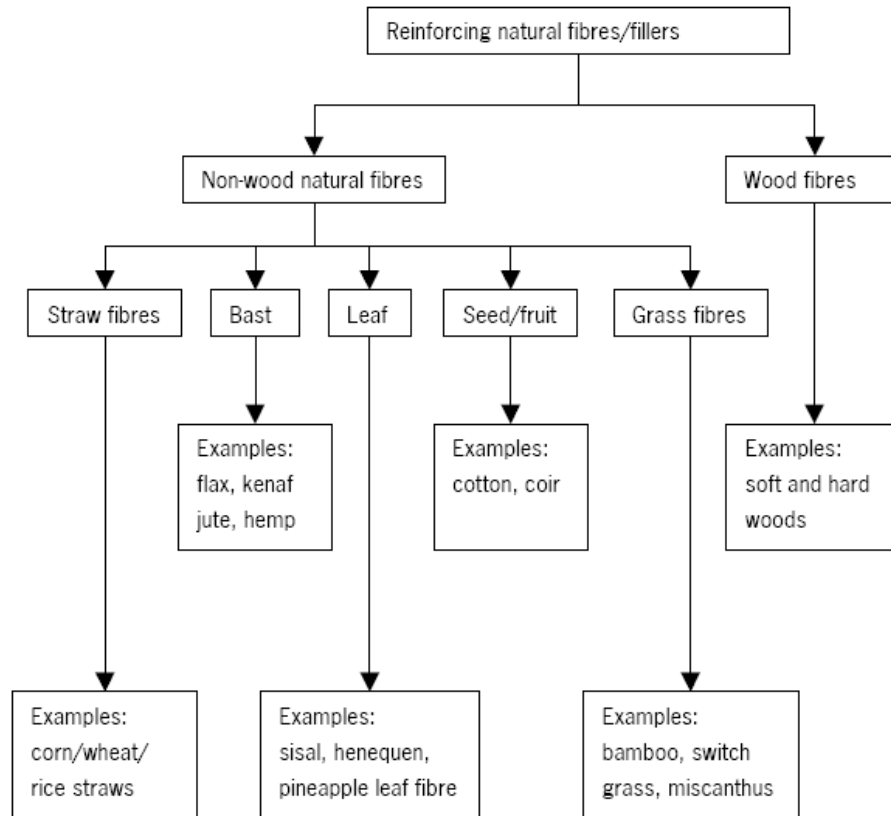 Reinforcing natural fibres/fillers
Non-wood natural fibres
Wood fibres
Straw fibres
Bast
Leaf
Seed/fruit
Grass fibres
Examples:
flax, kenaf
jute, hemp
Examples:
cotton, coir
Examples:
soft and hard
woods
Examples:
corn/wheat/
rice straws
Examples:
sisal, henequen,
pineapple leaf fibre
Examples:
bamboo, switch
grass, miscanthus